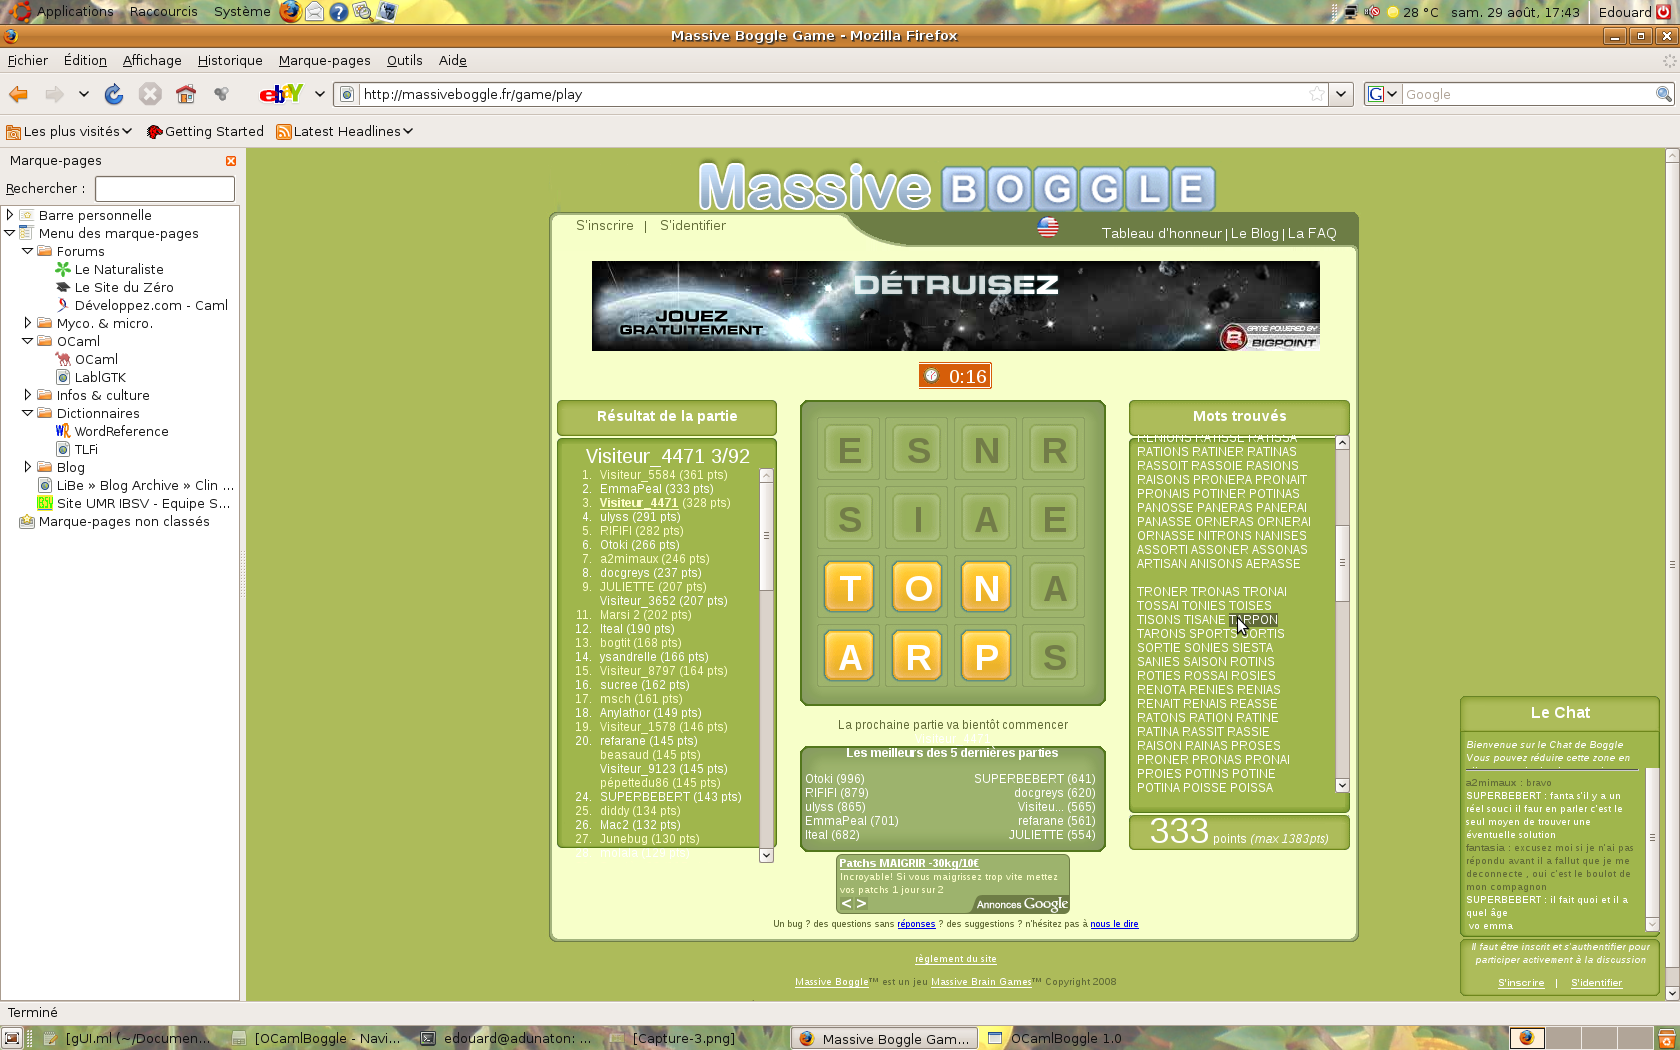 Applications Raccourcis Système 28 °C sam. 29 août, 17:43 Edouard
Massive Boggle Game - Mozilla Firefox
Fichier Édition Affichage Historique Marque-pages Outils Aide
ebY http://massiveboggle.fr/game/play G Google
Les plus visités Getting Started Latest Headlines
Marque-pages
Rechercher :
Barre personnelle
Menu des marque-pages
Forums
Le Naturaliste
Le Site du Zéro
Développez.com - Caml
Myco. & micro.
OCaml
OCaml
LablGTK
Infos & culture
Dictionnaires
WordReference
TLFi
Blog
LiBe » Blog Archive » Clin ...
Site UMR IBSV - Equipe S...
Marque-pages non classés
Massive BOGGLE
S'inscrire | S'identifier
Tableau d'honneur | Le Blog | La FAQ
DÉTRUISEZ
JOUEZ
GRATUITEMENT
GAME POWERED BY
BIGPOINT
0:16
Résultat de la partie
Visiteur_4471 3/92
1. Visiteur_5584 (361 pts)
2. EmmaPeal (333 pts)
3. Visiteur_4471 (328 pts)
4. ulyss (291 pts)
5. RIFIFI (282 pts)
6. Otoki (266 pts)
7. a2mimaux (246 pts)
8. docgreys (237 pts)
9. JULIETTE (207 pts)
Visiteur_3652 (207 pts)
11. Marsi 2 (202 pts)
12. Iteal (190 pts)
13. bogtit (168 pts)
14. ysandrelle (166 pts)
15. Visiteur_8797 (164 pts)
16. sucree (162 pts)
17. msch (161 pts)
18. Anylathor (149 pts)
19. Visiteur_1578 (146 pts)
20. refarane (145 pts)
beasaud (145 pts)
Visiteur_9123 (145 pts)
pépettedu86 (145 pts)
24. SUPERBEBERT (143 pts)
25. diddy (134 pts)
26. Mac2 (132 pts)
27. Junebug (130 pts)
E S N R
S I A E
T O N A
A R P S
La prochaine partie va bientôt commencer
Les meilleurs des 5 dernières parties
Otoki (996) SUPERBEBERT (641)
RIFIFI (879) docgreys (620)
ulyss (865) Visiteu... (565)
EmmaPeal (701) refarane (561)
Iteal (682) JULIETTE (554)
Patchs MAIGRIR -30kg/10€
Incroyable! Si vous maigrissez trop vite mettez
vos patchs 1 jour sur 2
< > Annonces Google
Mots trouvés
RENIONS RATISSE RATISSA
RATIONS RATINER RATINAS
RASSOIT RASSOIE RASIONS
RAISONS PRONERA PRONAIT
PRONAIS POTINER POTINAS
PANOSSE PANERAS PANERAI
PANASSE ORNERAS ORNERAI
ORNASSE NITRONS NANISES
ASSORTI ASSONER ASSONAS
ARTISAN ANISONS AERASSE
TRONER TRONAS TRONAI
TOSSAI TONIES TOISES
TISONS TISANE TARPON
TARONS SPORTS SORTIS
SORTIE SONIES SIESTA
SANIES SAISON ROTINS
ROTIES ROSSAI ROSIES
RENOTA RENIES RENIAS
RENAIT RENAIS REASSE
RATONS RATION RATINE
RATINA RASSIT RASSIE
RAISON RAINAS PROSES
PRONER PRONAS PRONAI
PROIES POTINS POTINE
POTINA POISSE POISSA
333 points (max 1383pts)
Un bug ? des questions sans réponses ? des suggestions ? n'hésitez pas à nous le dire
règlement du site
Massive Boggle™ est un jeu Massive Brain Games™ Copyright 2008
Le Chat
Bienvenue sur le Chat de Boggle
Vous pouvez réduire cette zone en
a2mimaux : bravo
SUPERBEBERT : fanta s'il y a un
réel souci il faur en parler c'est le
seul moyen de trouver une
éventuelle solution
fantasia : excusez moi si je n'ai pas
répondu avant il a fallut que je me
deconnecte , oui c'est le boulot de
mon compagnon
SUPERBEBERT : il fait quoi et il a
quel âge
vo emma
Il faut être inscrit et s'authentifier pour
participer activement à la discussion
S'inscrire | S'identifier
Terminé
[gUI.ml (~/Documen... [OCamlBoggle - Navi... edouard@adunaton: ... [Capture-3.png] Massive Boggle Gam... OCamlBoggle 1.0